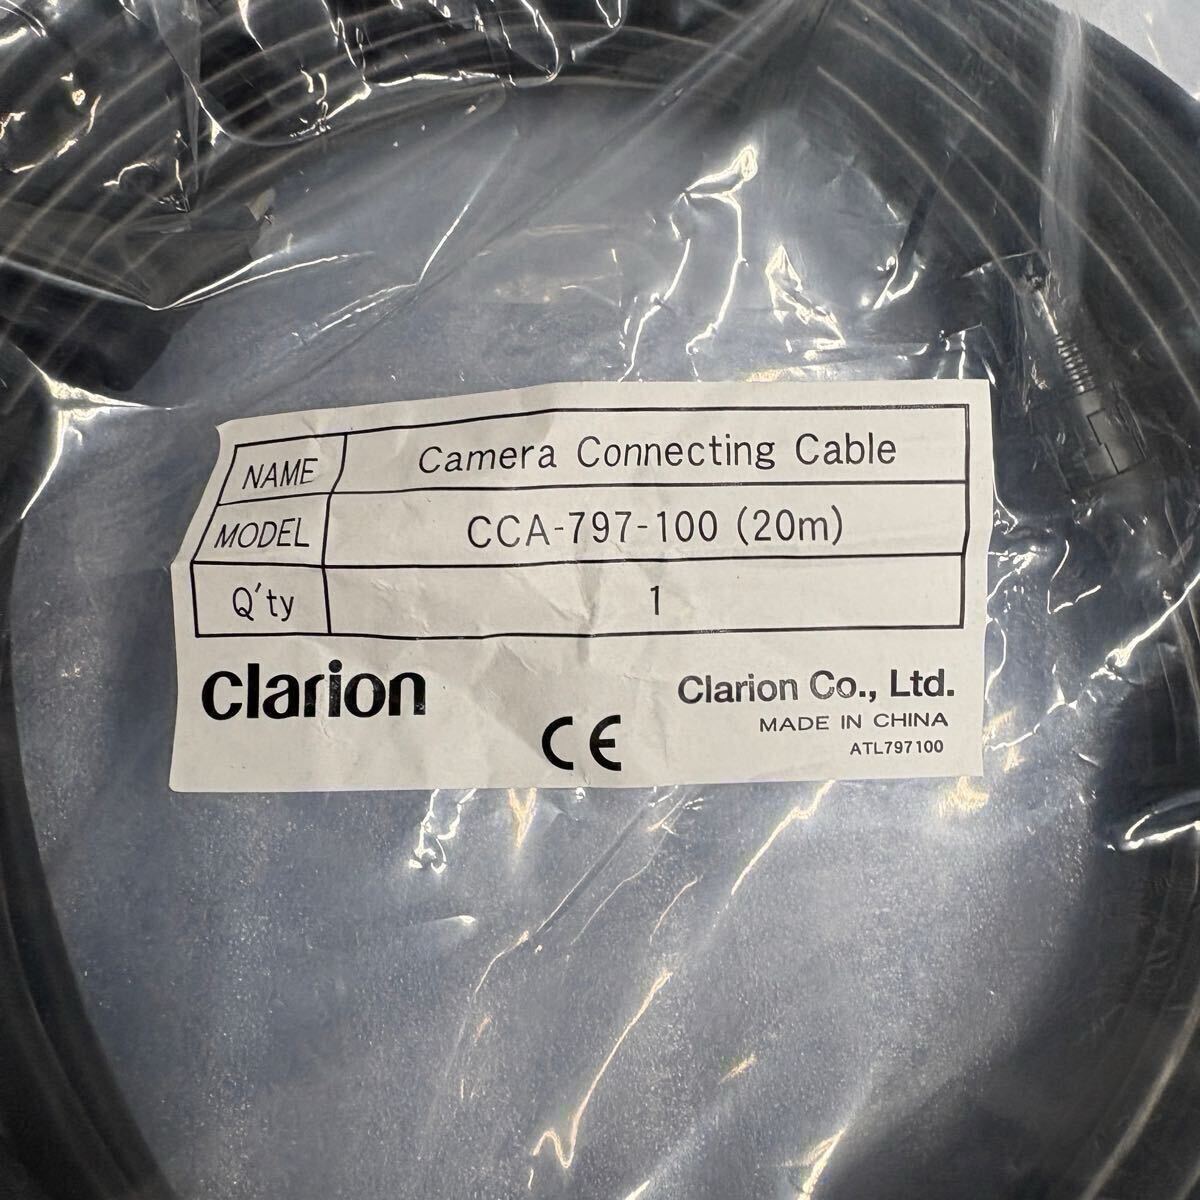 NAME Camera Connecting Cable
MODEL CCA-797-100 (20m)
Q'ty 1
Clarion
CE
Clarion Co., Ltd.
MADE IN CHINA
ATL797100